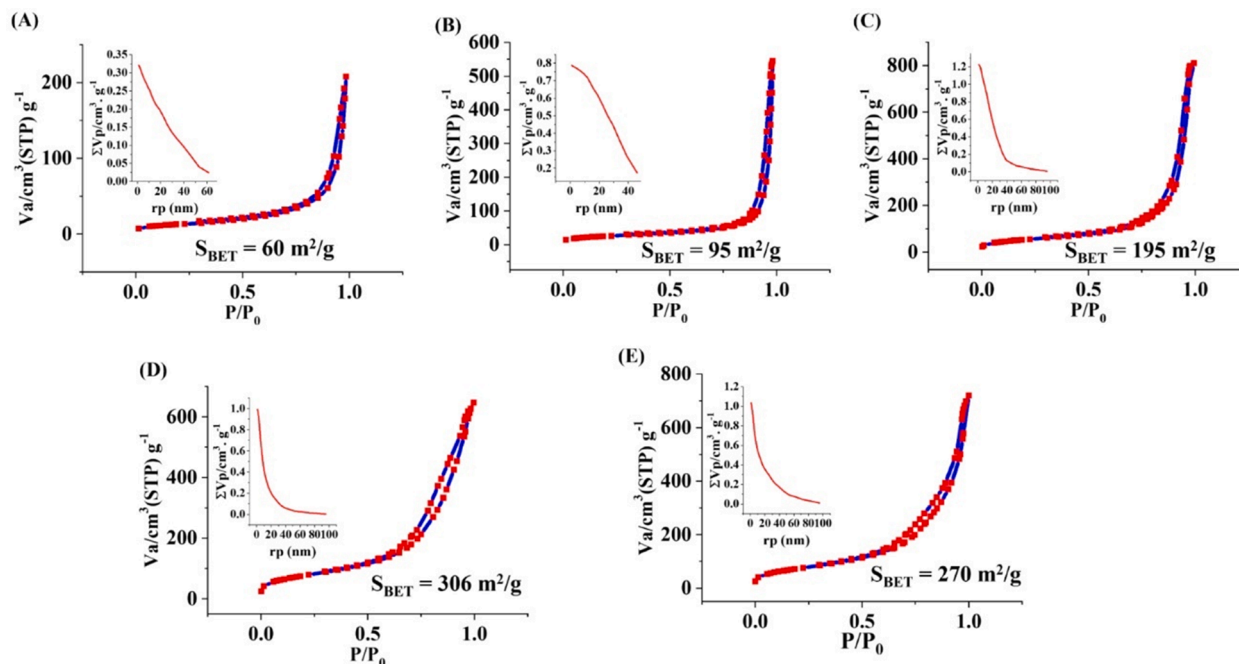 (A)
Va/cm³(STP) g⁻¹
200
100
0
ΣVp/cm³. g⁻¹
0.35
0.30
0.25
0.20
0.15
0.10
0.05
0.00
0 20 40 60
rp (nm)
S_BET = 60 m²/g
0.0 0.5 1.0
P/P₀
(B)
Va/cm³(STP) g⁻¹
600
500
400
300
200
100
0
ΣVp/cm³. g⁻¹
0.8
0.7
0.6
0.5
0.4
0.3
0.2
0 20 40
rp (nm)
S_BET = 95 m²/g
0.0 0.5 1.0
P/P₀
(C)
Va/cm³(STP) g⁻¹
800
600
400
200
0
ΣVp/cm³. g⁻¹
1.2
1.0
0.8
0.6
0.4
0.2
0.0
0 20 40 60 80 100
rp (nm)
S_BET = 195 m²/g
0.0 0.5 1.0
P/P₀
(D)
Va/cm³(STP) g⁻¹
600
400
200
0
ΣVp/cm³. g⁻¹
1.0
0.8
0.6
0.4
0.2
0.0
0 20 40 60 80 100
rp (nm)
S_BET = 306 m²/g
0.0 0.5 1.0
P/P₀
(E)
Va/cm³(STP) g⁻¹
800
600
400
200
0
ΣVp/cm³. g⁻¹
1.2
1.0
0.8
0.6
0.4
0.2
0.0
0 20 40 60 80 100
rp (nm)
S_BET = 270 m²/g
0.0 0.5 1.0
P/P₀